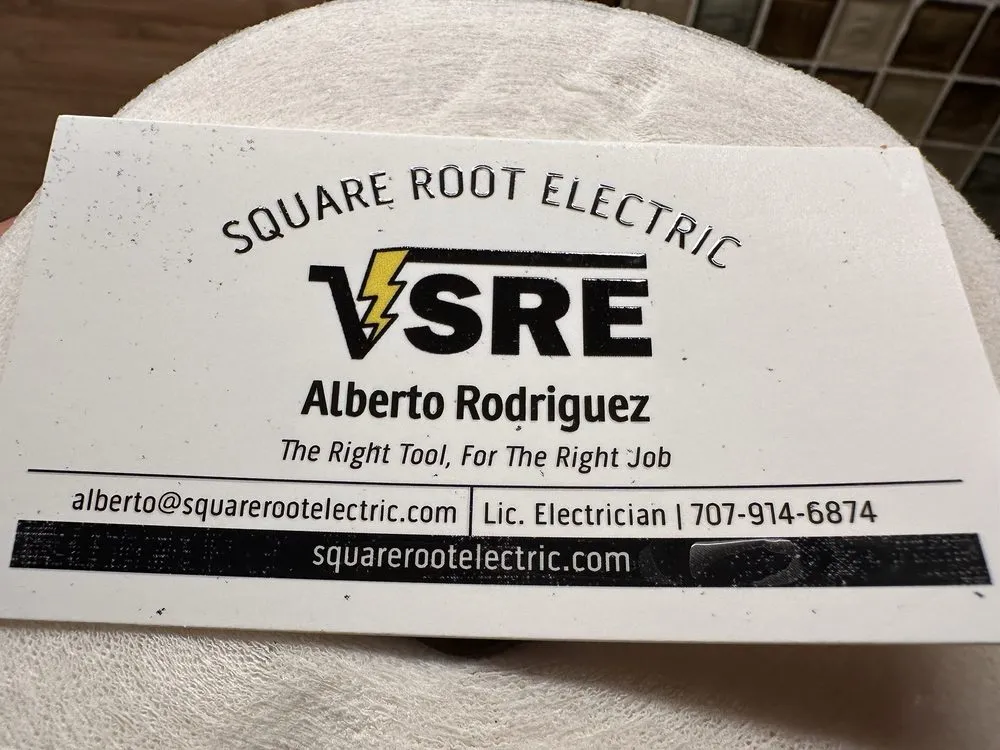 SQUARE ROOT ELECTRIC
SRE
Alberto Rodriguez
The Right Tool, For The Right Job
alberto@squarerootelectric.com | Lic. Electrician | 707-914-6874
squarerootelectric.com